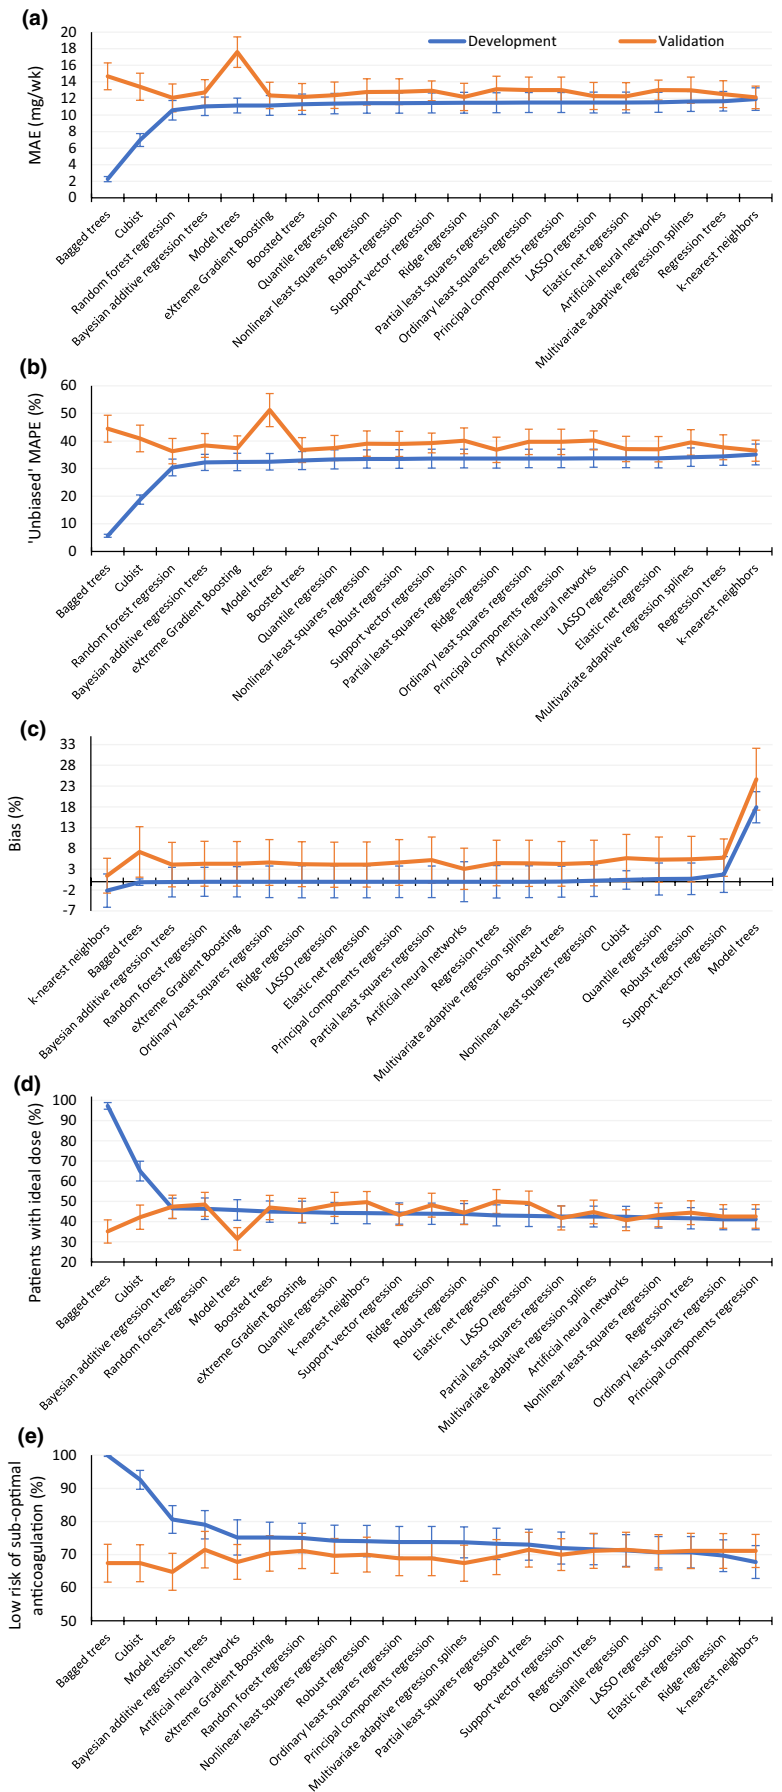 (a)
MAE (mg/wk)
20
18
16
14
12
10
8
6
4
2
0
Development
Validation
Bagged trees
Cubist
Random forest regression
Bayesian additive regression trees
Model trees
eXtreme Gradient Boosting
Boosted trees
Quantile regression
Nonlinear least squares regression
Robust regression
Support vector regression
Ridge regression
Partial least squares regression
Ordinary least squares regression
Principal components regression
LASSO regression
Elastic net regression
Artificial neural networks
Multivariate adaptive regression splines
Regression trees
k-nearest neighbors
(b)
'Unbiased' MAPE (%)
60
50
40
30
20
10
0
Bagged trees
Cubist
Random forest regression
Bayesian additive regression trees
eXtreme Gradient Boosting
Model trees
Boosted trees
Quantile regression
Nonlinear least squares regression
Robust regression
Support vector regression
Partial least squares regression
Ridge regression
Ordinary least squares regression
Principal components regression
Artificial neural networks
LASSO regression
Elastic net regression
Multivariate adaptive regression splines
Regression trees
k-nearest neighbors
(c)
Bias (%)
33
28
23
18
13
8
3
-2
-7
k-nearest neighbors
Bagged trees
Bayesian additive regression trees
Random forest regression
eXtreme Gradient Boosting
Ordinary least squares regression
Ridge regression
LASSO regression
Elastic net regression
Principal components regression
Partial least squares regression
Artificial neural networks
Regression trees
Multivariate adaptive regression splines
Boosted trees
Nonlinear least squares regression
Cubist
Quantile regression
Robust regression
Support vector regression
Model trees
(d)
Patients with ideal dose (%)
100
90
80
70
60
50
40
30
20
Bagged trees
Cubist
Bayesian additive regression trees
Random forest regression
Model trees
Boosted trees
eXtreme Gradient Boosting
Quantile regression
k-nearest neighbors
Support vector regression
Ridge regression
Robust regression
Elastic net regression
LASSO regression
Partial least squares regression
Multivariate adaptive regression splines
Artificial neural networks
Nonlinear least squares regression
Regression trees
Ordinary least squares regression
Principal components regression
(e)
Low risk of sub-optimal
anticoagulation (%)
100
90
80
70
60
50
Bagged trees
Cubist
Model trees
Bayesian additive regression trees
Artificial neural networks
eXtreme Gradient Boosting
Random forest regression
Nonlinear least squares regression
Robust regression
Ordinary least squares regression
Principal components regression
Multivariate adaptive regression splines
Partial least squares regression
Boosted trees
Support vector regression
Regression trees
Quantile regression
LASSO regression
Elastic net regression
Ridge regression
k-nearest neighbors